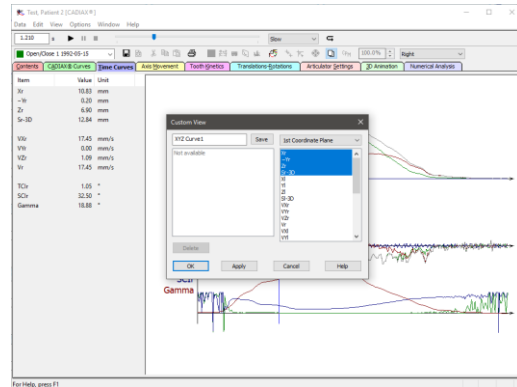 Test, Patient 2 [CADIAX®]
Data Edit View Options Window Help
1.210 s Slow
Open/Close 1 1992-05-15 100.0% Right
Contents CADIAX® Curves Time Curves Axis Movement Tooth Kinetics Translations-Rotations Articulator Settings 3D Animation Numerical Analysis
Item Value Unit
Xr 10.83 mm
~Yr 0.20 mm
Zr 6.90 mm
Sr-3D 12.84 mm
VXr 17.45 mm/s
VYr 0.00 mm/s
VZr 1.09 mm/s
Vr 17.45 mm/s
TCIr 1.05 °
SCIr 32.50 °
Gamma 18.88 °
Custom View
XYZ Curve1 Save 1st Coordinate Plane
Not available
Xr
~Yr
Zr
Sr-3D
Xl
Yl
Zl
Sl-3D
VXr
VYr
VZr
Vr
VXl
VYl
Delete
OK Apply Cancel Help
SCIr
Gamma
For Help, press F1